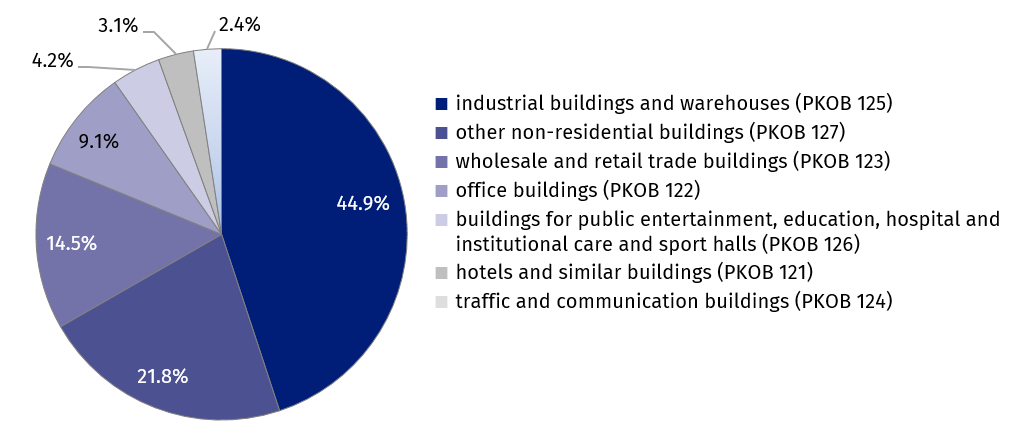 3.1%
2.4%
4.2%
9.1%
44.9%
14.5%
21.8%
industrial buildings and warehouses (PKOB 125)
other non-residential buildings (PKOB 127)
wholesale and retail trade buildings (PKOB 123)
office buildings (PKOB 122)
buildings for public entertainment, education, hospital and
institutional care and sport halls (PKOB 126)
hotels and similar buildings (PKOB 121)
traffic and communication buildings (PKOB 124)